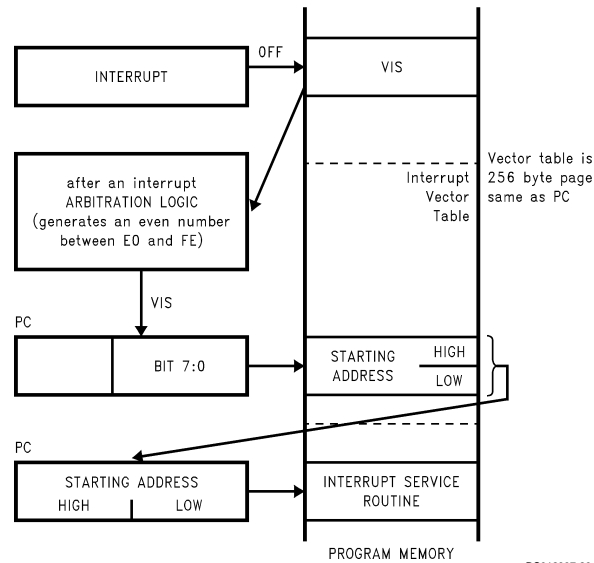 OFF
INTERRUPT
VIS
after an interrupt
ARBITRATION LOGIC
(generates an even number
between E0 and FE)
Interrupt
Vector
Table
Vector table is
256 byte page
same as PC
VIS
PC
BIT 7:0
STARTING
ADDRESS
HIGH
LOW
PC
STARTING ADDRESS
HIGH
LOW
INTERRUPT SERVICE
ROUTINE
PROGRAM MEMORY